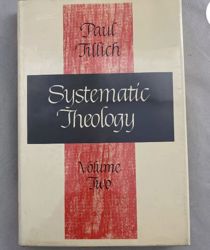 Paul
Tillich
Systematic
Theology
Volume
Two